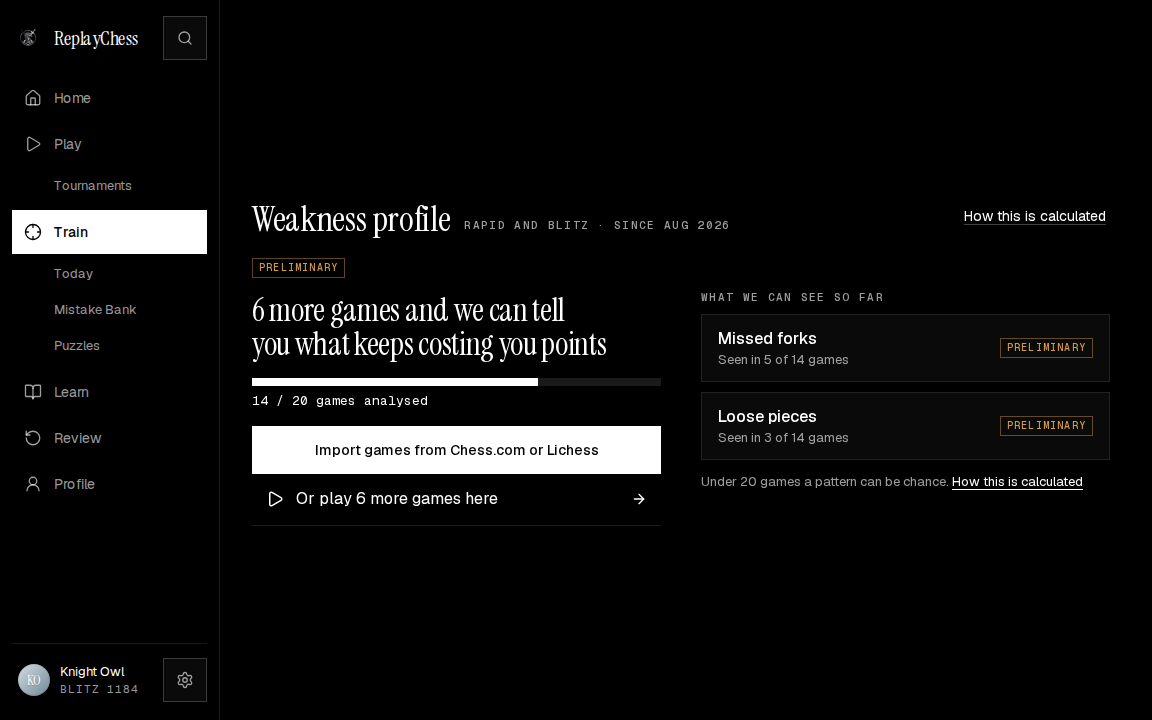 ReplayChess
Home
Play
Tournaments
Train
Today
Mistake Bank
Puzzles
Learn
Review
Profile
KO
Knight Owl
BLITZ 1184
Weakness profile
RAPID AND BLITZ · SINCE AUG 2026
How this is calculated
PRELIMINARY
6 more games and we can tell
you what keeps costing you points
14 / 20 games analysed
Import games from Chess.com or Lichess
Or play 6 more games here
WHAT WE CAN SEE SO FAR
Missed forks
Seen in 5 of 14 games
PRELIMINARY
Loose pieces
Seen in 3 of 14 games
PRELIMINARY
Under 20 games a pattern can be chance. How this is calculated